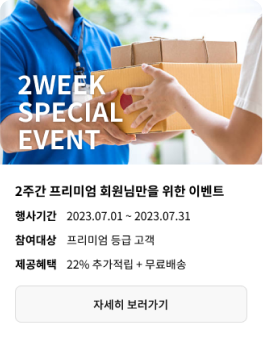 2WEEK
SPECIAL
EVENT
2주간 프리미엄 회원님만을 위한 이벤트
행사기간 2023.07.01 ~ 2023.07.31
참여대상 프리미엄 등급 고객
제공혜택 22% 추가적립 + 무료배송
자세히 보러가기